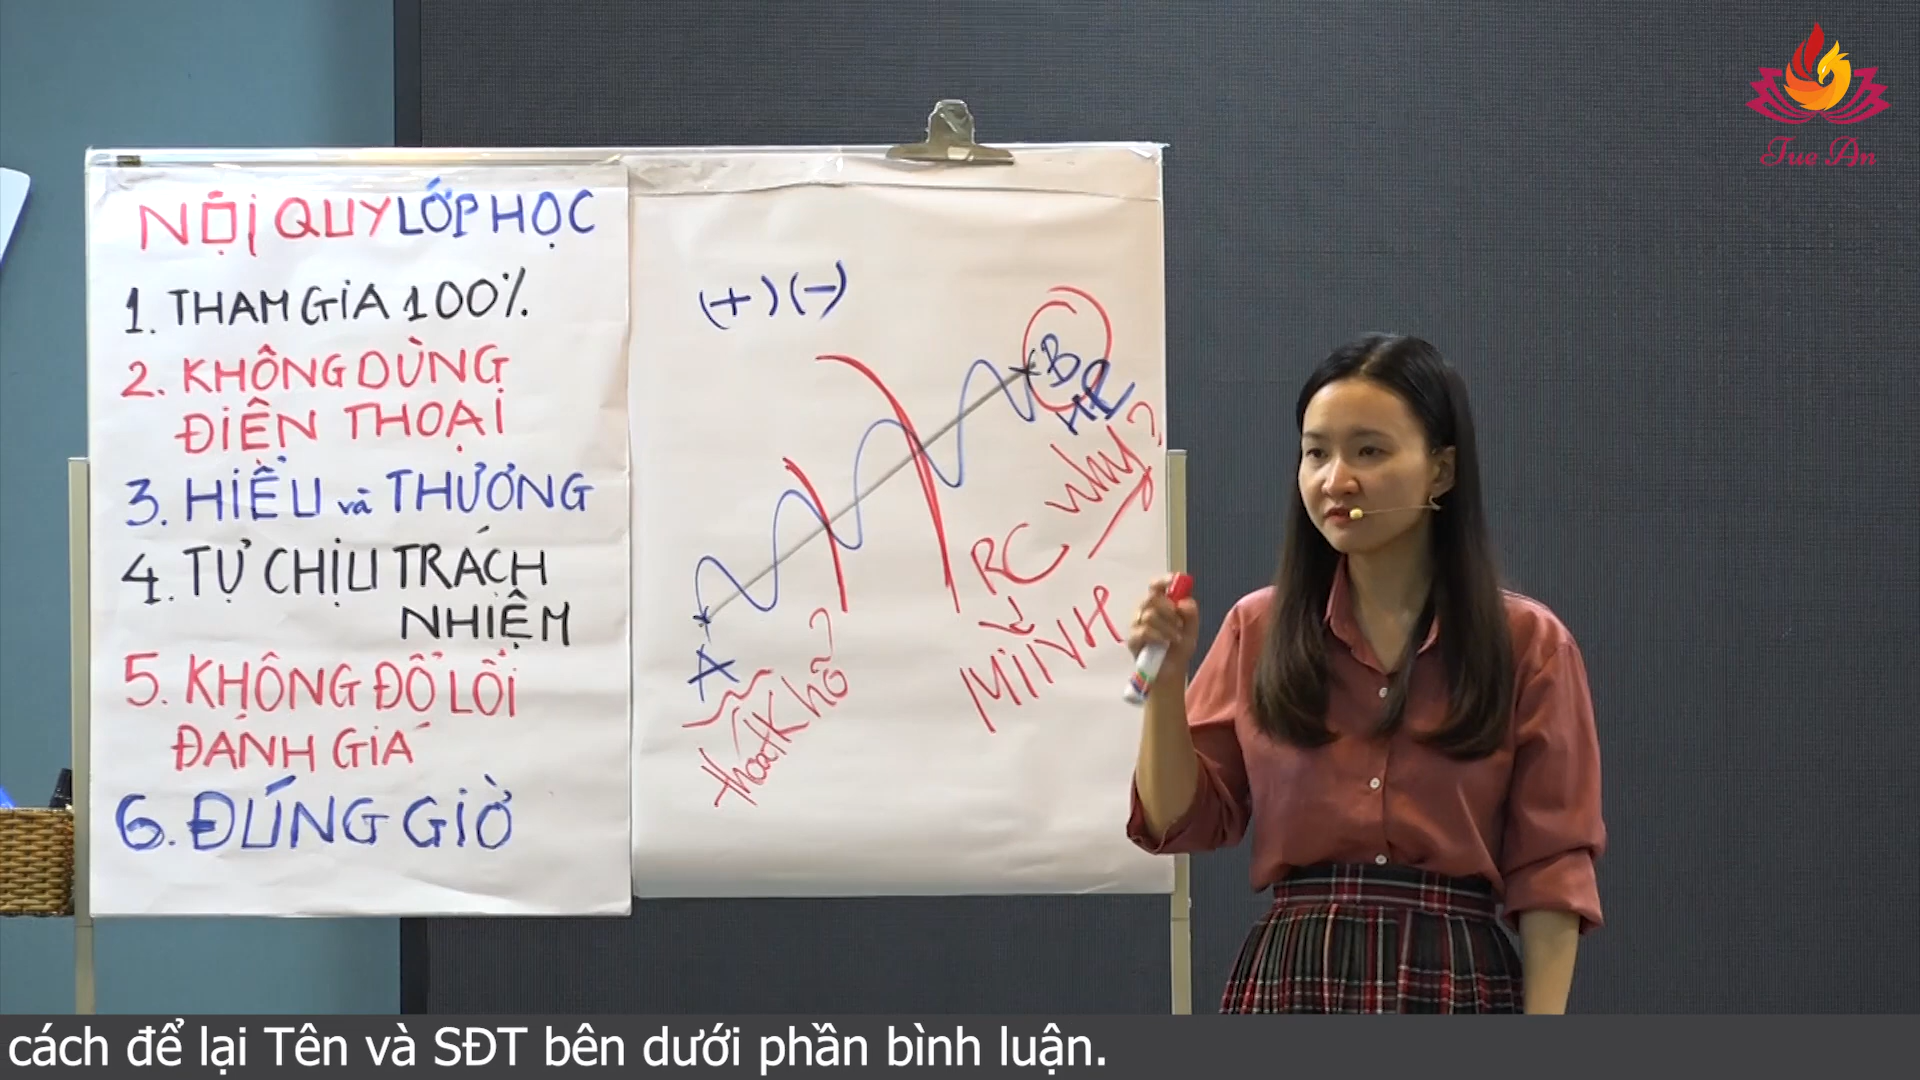 Tue An
NỘI QUY LỚP HỌC
1. THAM GIA 100%
2. KHÔNG DÙNG
ĐIỆN THOẠI
3. HIỂU và THƯƠNG
4. TỰ CHỊU TRÁCH
NHIỆM
5. KHÔNG ĐỔ LỖI
ĐÁNH GIÁ
6. ĐÚNG GIỜ
(+) (-)
B
HP
why?
RC
MÌNH
A
thoát khổ?
cách để lại Tên và SĐT bên dưới phần bình luận.